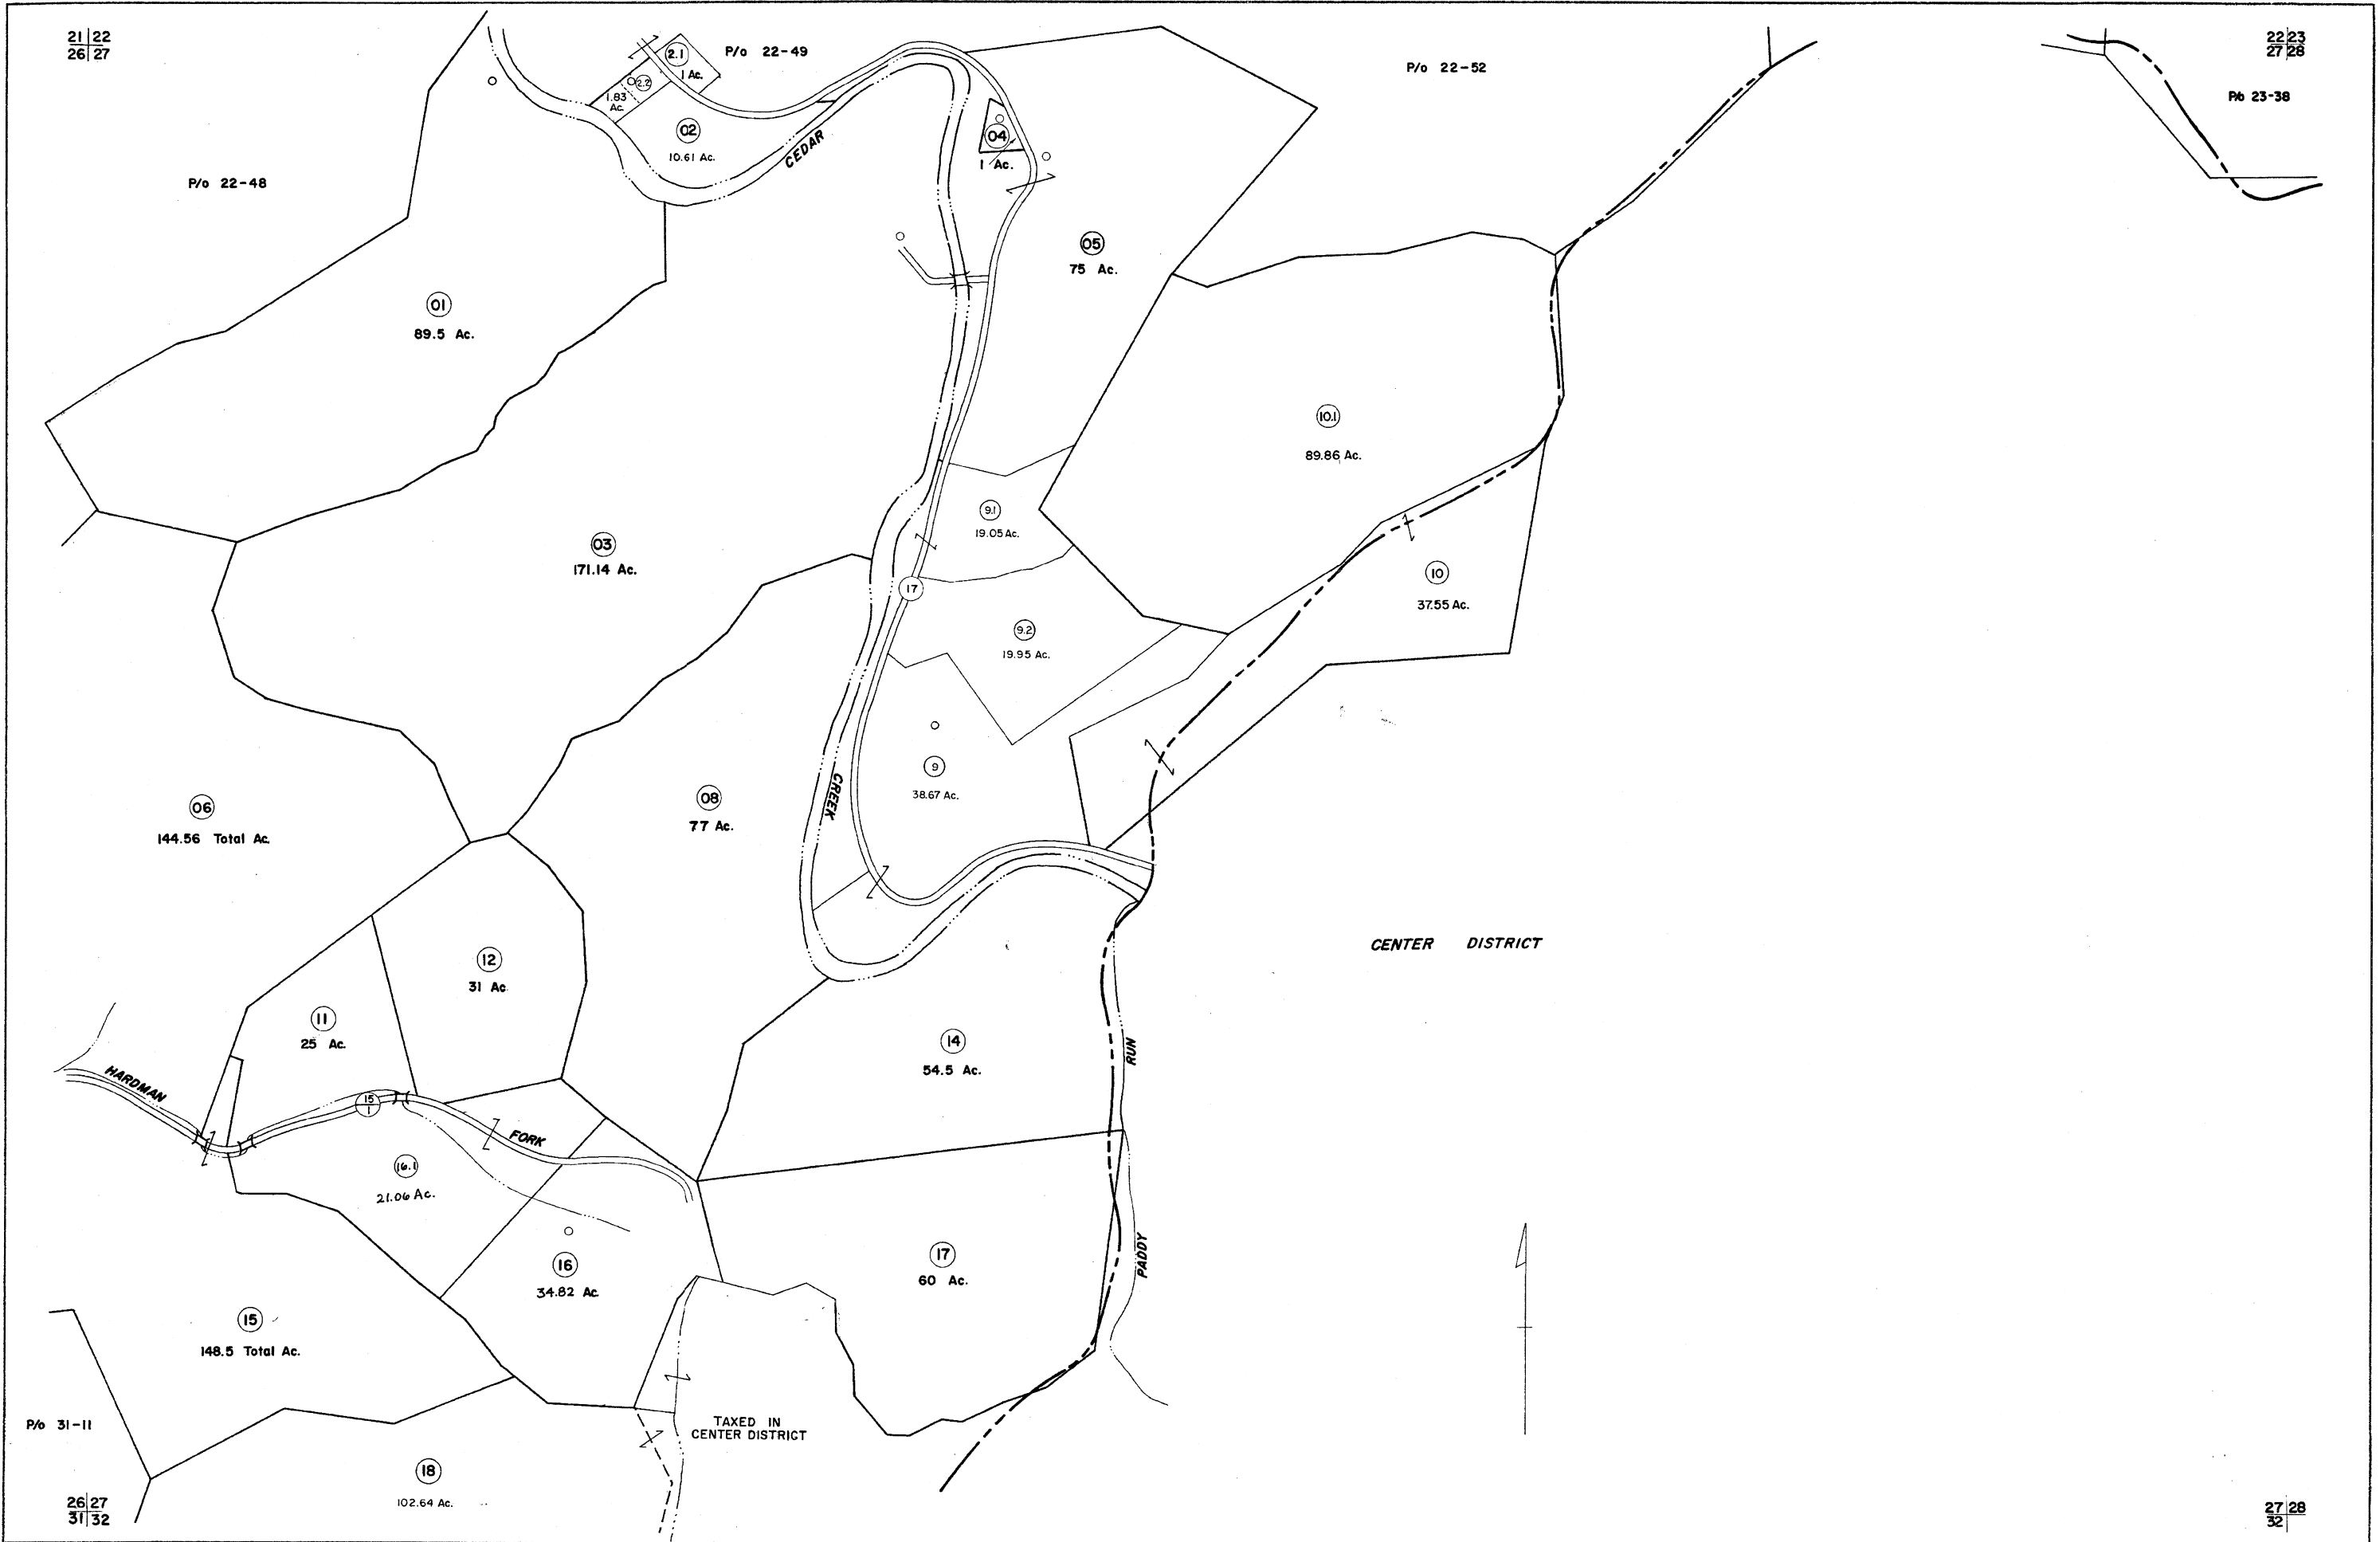 21 22
26 27
P/o 22-49
P/o 22-52
22 23
27 28
P/o 23-38
2.1
1 Ac.
2.2
1.83
Ac.
02
10.61 Ac.
CEDAR
04
1 Ac.
P/o 22-48
05
75 Ac.
01
89.5 Ac.
10.1
89.86 Ac.
9.1
19.05 Ac.
03
171.14 Ac.
17
10
37.55 Ac.
9.2
19.95 Ac.
9
38.67 Ac.
CREEK
08
77 Ac.
06
144.56 Total Ac.
CENTER DISTRICT
12
31 Ac.
11
25 Ac.
14
54.5 Ac.
RUN
HARDMAN
15
1
FORK
16.1
21.06 Ac.
16
34.82 Ac.
17
60 Ac.
PADDY
15
148.5 Total Ac.
P/o 31-11
TAXED IN
CENTER DISTRICT
18
102.64 Ac.
26 27
31 32
27 28
32